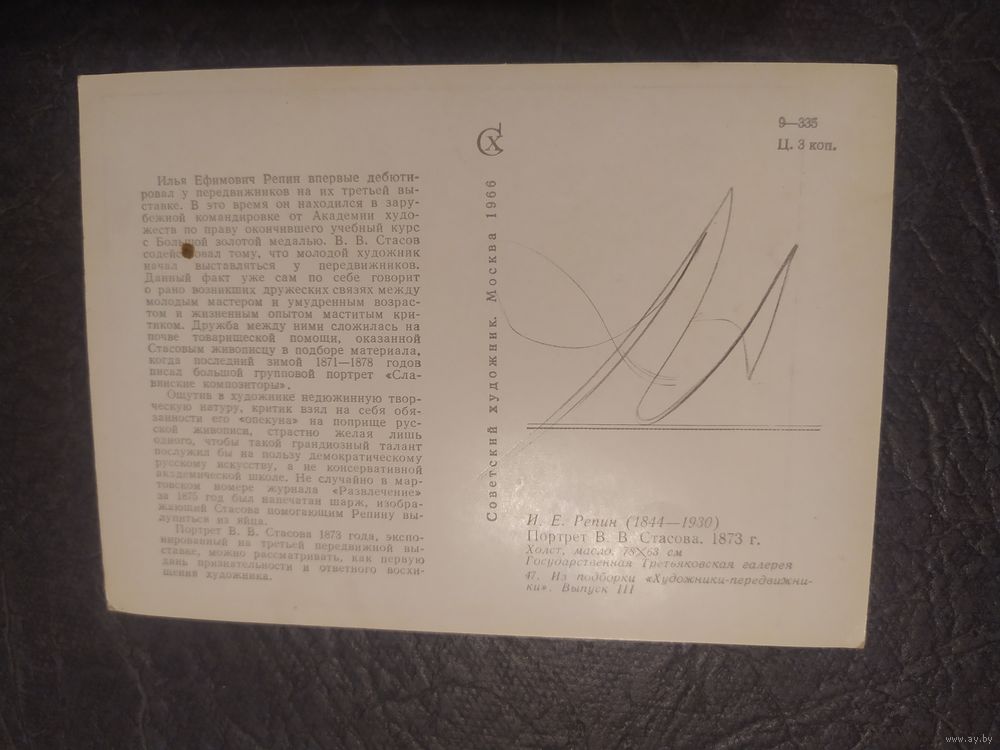 Илья Ефимович Репин впервые дебюти-
ровал у передвижников на их третьей вы-
ставке. В это время он находился в зару-
бежной командировке от Академии худо-
жеств по праву окончившего учебный курс
с Большой золотой медалью. В. В. Стасов
содействовал тому, что молодой художник
начал выставляться у передвижников.
Данный факт уже сам по себе говорит
о рано возникших дружеских связях между
молодым мастером и умудренным возрас-
том и жизненным опытом маститым кри-
тиком. Дружба между ними сложилась на
почве товарищеской помощи, оказанной
Стасовым живописцу в подборе материала,
когда последний зимой 1871—1878 годов
писал большой групповой портрет «Сла-
вянские композиторы».
Ощутив в художнике недюжинную твор-
ческую натуру, критик взял на себя обя-
занности его «опекуна» на поприще рус-
ской живописи, страстно желая лишь
одного, чтобы такой грандиозный талант
послужил бы на пользу демократическому
русскому искусству, а не консервативной
академической школе. Не случайно в мар-
товском номере журнала «Развлечение»
за 1875 год был напечатан шарж, изобра-
жающий Стасова помогающим Репину вы-
лупиться из яйца.
Портрет В. В. Стасова 1873 года, экспо-
нированный на третьей передвижной вы-
ставке, можно рассматривать, как первую
дань признательности и ответного восхи-
щения художника.
СХ
Советский художник. Москва 1966
9—335
Ц. 3 коп.
И. Е. Репин (1844—1930)
Портрет В. В. Стасова. 1873 г.
Холст, масло. 78×63 см
Государственная Третьяковская галерея
47. Из подборки «Художники-передвижни-
ки». Выпуск III
www.ay.by